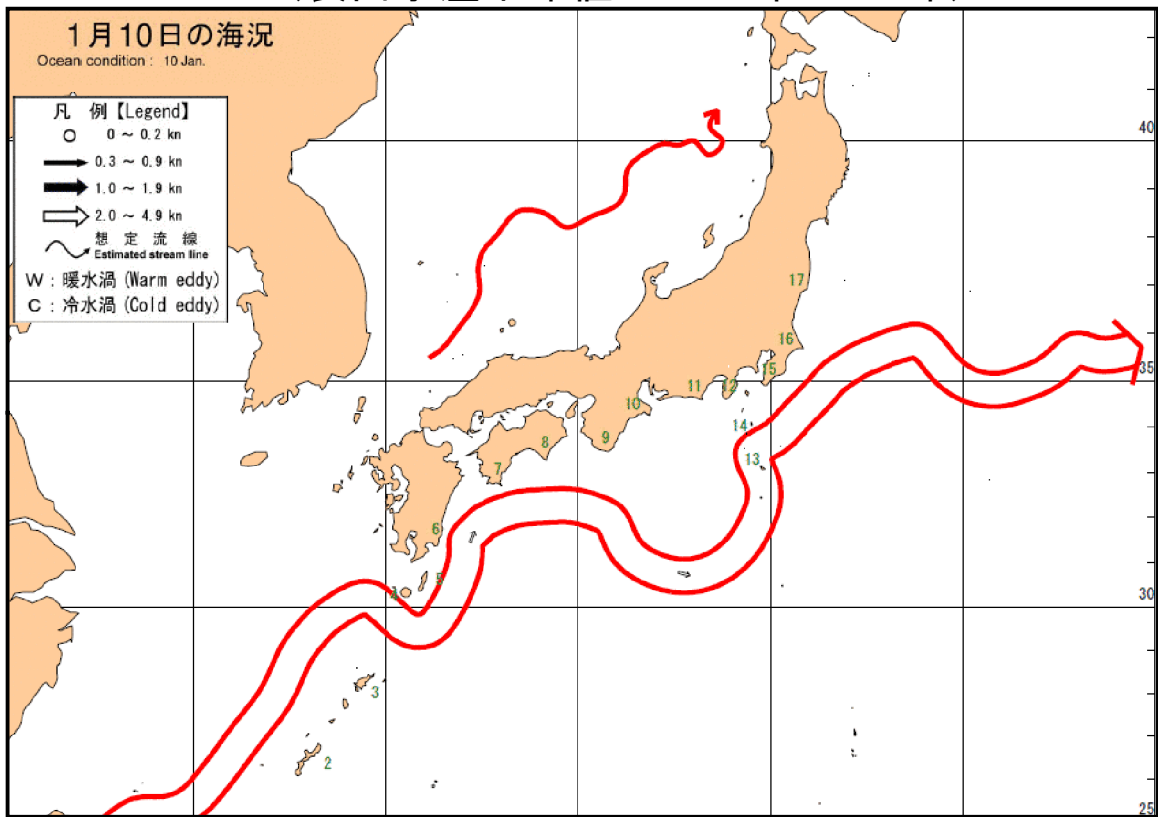 1月10日の海況
Ocean condition : 10 Jan.
凡 例【Legend】
0 ～ 0.2 kn
0.3 ～ 0.9 kn
1.0 ～ 1.9 kn
2.0 ～ 4.9 kn
想 定 流 線
Estimated stream line
W : 暖水渦 (Warm eddy)
C : 冷水渦 (Cold eddy)
40
17
16
35
15
12
11
10
14
9
8
13
7
6
5
30
3
2
25